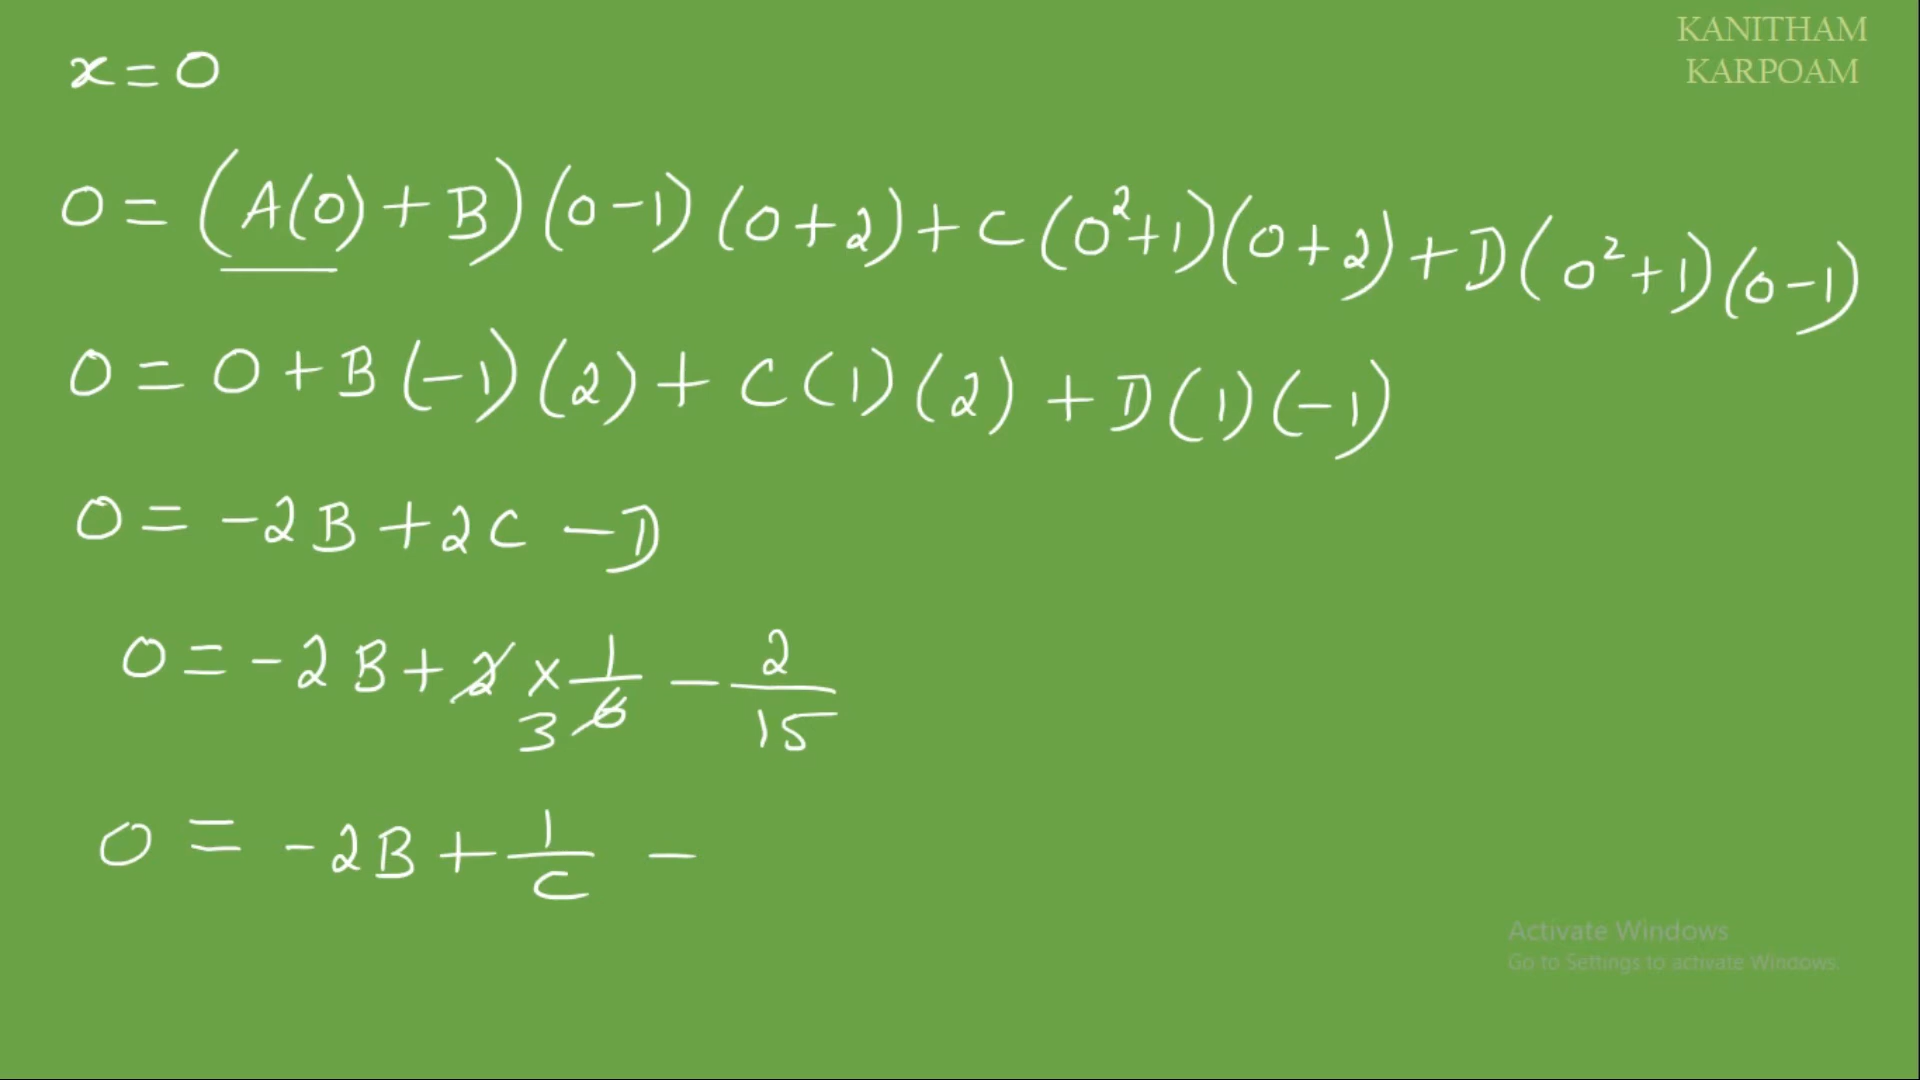 KANITHAM
KARPOAM
x = 0
0 = (A(0) + B) (0 - 1) (0 + 2) + C (0² + 1) (0 + 2) + D (0² + 1) (0 - 1)
0 = 0 + B (-1) (2) + C (1) (2) + D (1) (-1)
0 = -2B + 2C - D
0 = -2B + 2 × 1/6 3 - 2/15
0 = -2B + 1/C -
Activate Windows
Go to Settings to activate Windows.